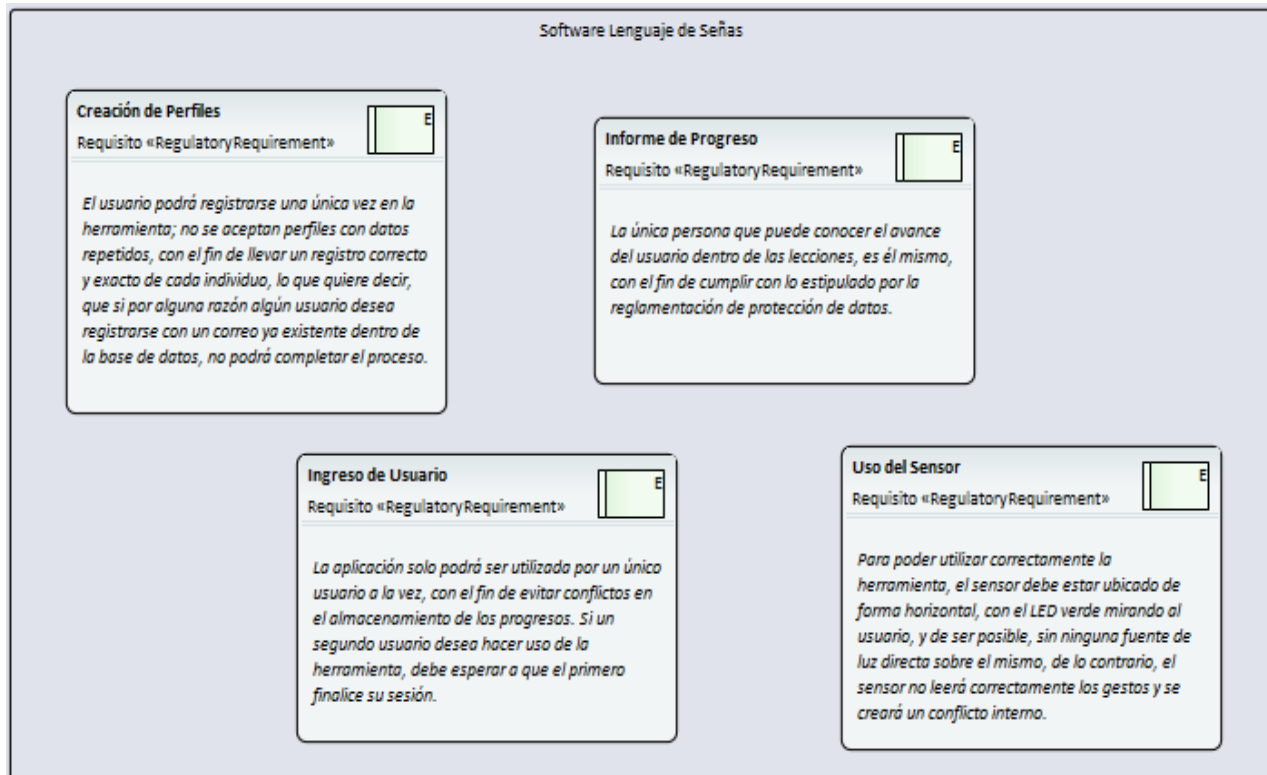 Software Lenguaje de Señas
Creación de Perfiles
E
Requisito «RegulatoryRequirement»
El usuario podrá registrarse una única vez en la
herramienta; no se aceptan perfiles con datos
repetidos, con el fin de llevar un registro correcto
y exacto de cada individuo, lo que quiere decir,
que si por alguna razón algún usuario desea
registrarse con un correo ya existente dentro de
la base de datos, no podrá completar el proceso.
Informe de Progreso
E
Requisito «RegulatoryRequirement»
La única persona que puede conocer el avance
del usuario dentro de las lecciones, es él mismo,
con el fin de cumplir con lo estipulado por la
reglamentación de protección de datos.
Ingreso de Usuario
E
Requisito «RegulatoryRequirement»
La aplicación solo podrá ser utilizada por un único
usuario a la vez, con el fin de evitar conflictos en
el almacenamiento de los progresos. Si un
segundo usuario desea hacer uso de la
herramienta, debe esperar a que el primero
finalice su sesión.
Uso del Sensor
E
Requisito «RegulatoryRequirement»
Para poder utilizar correctamente la
herramienta, el sensor debe estar ubicado de
forma horizontal, con el LED verde mirando al
usuario, y de ser posible, sin ninguna fuente de
luz directa sobre el mismo, de lo contrario, el
sensor no leerá correctamente los gestos y se
creará un conflicto interno.